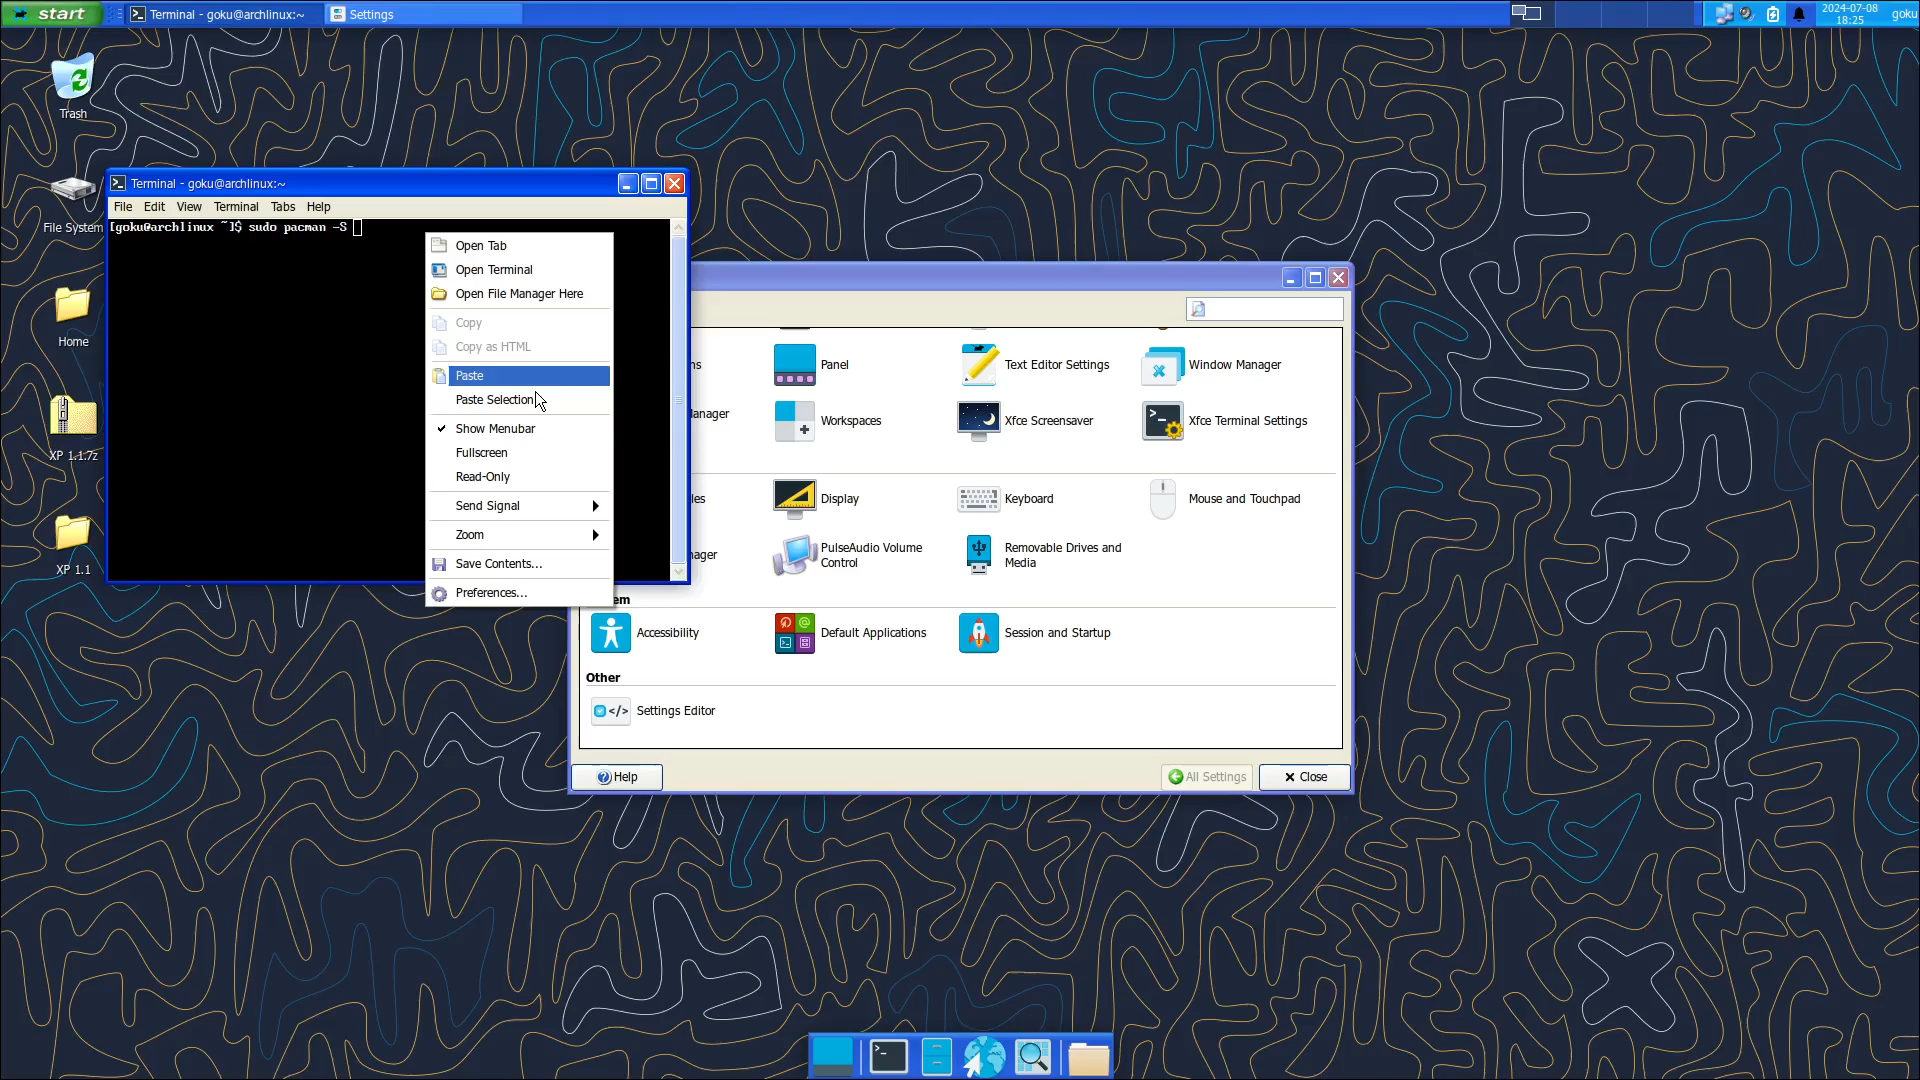 start
Terminal - goku@archlinux:~
Settings
2024-07-08
18:25
goku
Trash
File System
Home
XP 1.1.7z
XP 1.1
Terminal - goku@archlinux:~
File Edit View Terminal Tabs Help
[goku@archlinux ~]$ sudo pacman -S
Open Tab
Open Terminal
Open File Manager Here
Copy
Copy as HTML
Paste
Paste Selection
Show Menubar
Fullscreen
Read-Only
Send Signal
Zoom
Save Contents...
Preferences...
Panel
Text Editor Settings
Window Manager
Workspaces
Xfce Screensaver
Xfce Terminal Settings
Display
Keyboard
Mouse and Touchpad
PulseAudio Volume
Control
Removable Drives and
Media
Accessibility
Default Applications
Session and Startup
Other
Settings Editor
Help
All Settings
Close